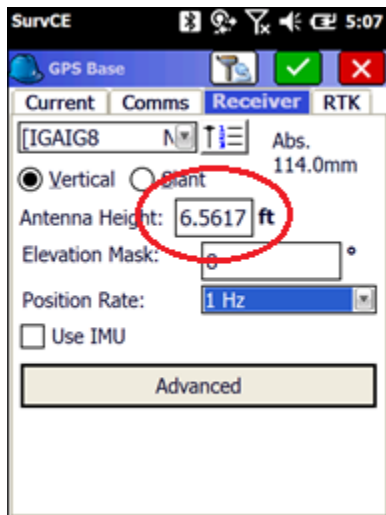 SurvCE 5:07
GPS Base
Current Comms Receiver RTK
[IGAIG8 N Abs.
114.0mm
Vertical Slant
Antenna Height: 6.5617 ft
Elevation Mask: °
Position Rate: 1 Hz
Use IMU
Advanced